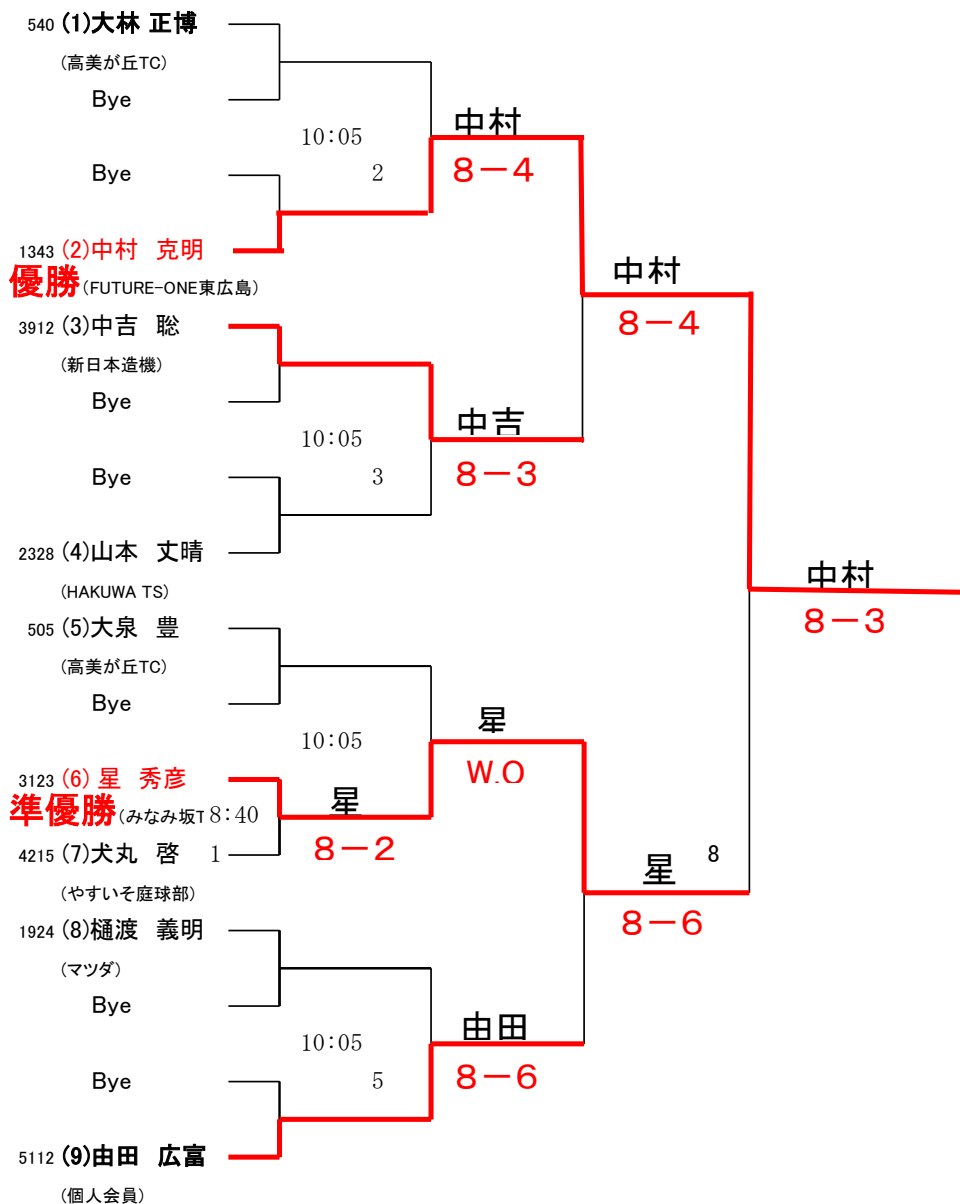 540 (1)大林 正博
(高美が丘TC)
Bye
中村
10:05
8-4
Bye
2
1343 (2)中村 克明
中村
優勝(FUTURE-ONE東広島)
8-4
3912 (3)中吉 聡
(新日本造機)
Bye
中吉
10:05
8-3
Bye
3
2328 (4)山本 丈晴
中村
(HAKUWA TS)
8-3
505 (5)大泉 豊
(高美が丘TC)
Bye
星
10:05
W.O
3123 (6)星 秀彦
準優勝(みなみ坂T 8:40
星
4215 (7)犬丸 啓 1
8-2
8
星
(やすいそ庭球部)
8-6
1924 (8)樋渡 義明
(マツダ)
Bye
由田
10:05
8-6
Bye
5
5112 (9)由田 広富
(個人会員)